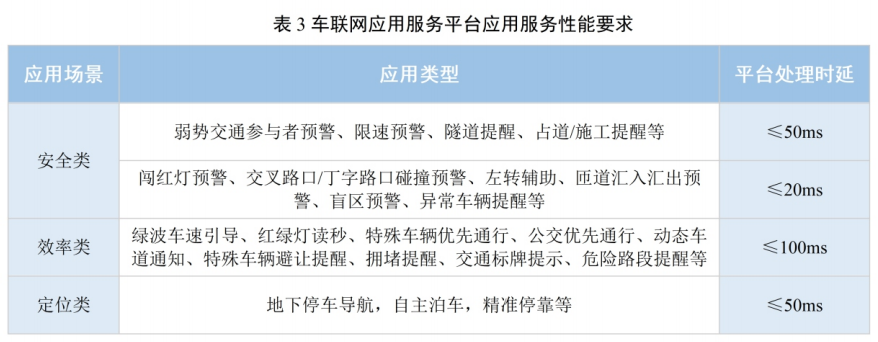 表 3 车联网应用服务平台应用服务性能要求
应用场景 应用类型 平台处理时延
安全类
弱势交通参与者预警、限速预警、隧道提醒、占道/施工提醒等 ≤50ms
闯红灯预警、交叉路口/丁字路口碰撞预警、左转辅助、匝道汇入汇出预
警、盲区预警、异常车辆提醒等
≤20ms
效率类
绿波车速引导、红绿灯读秒、特殊车辆优先通行、公交优先通行、动态车
道通知、特殊车辆避让提醒、拥堵提醒、交通标牌提示、危险路段提醒等
≤100ms
定位类 地下停车导航，自主泊车，精准停靠等 ≤50ms